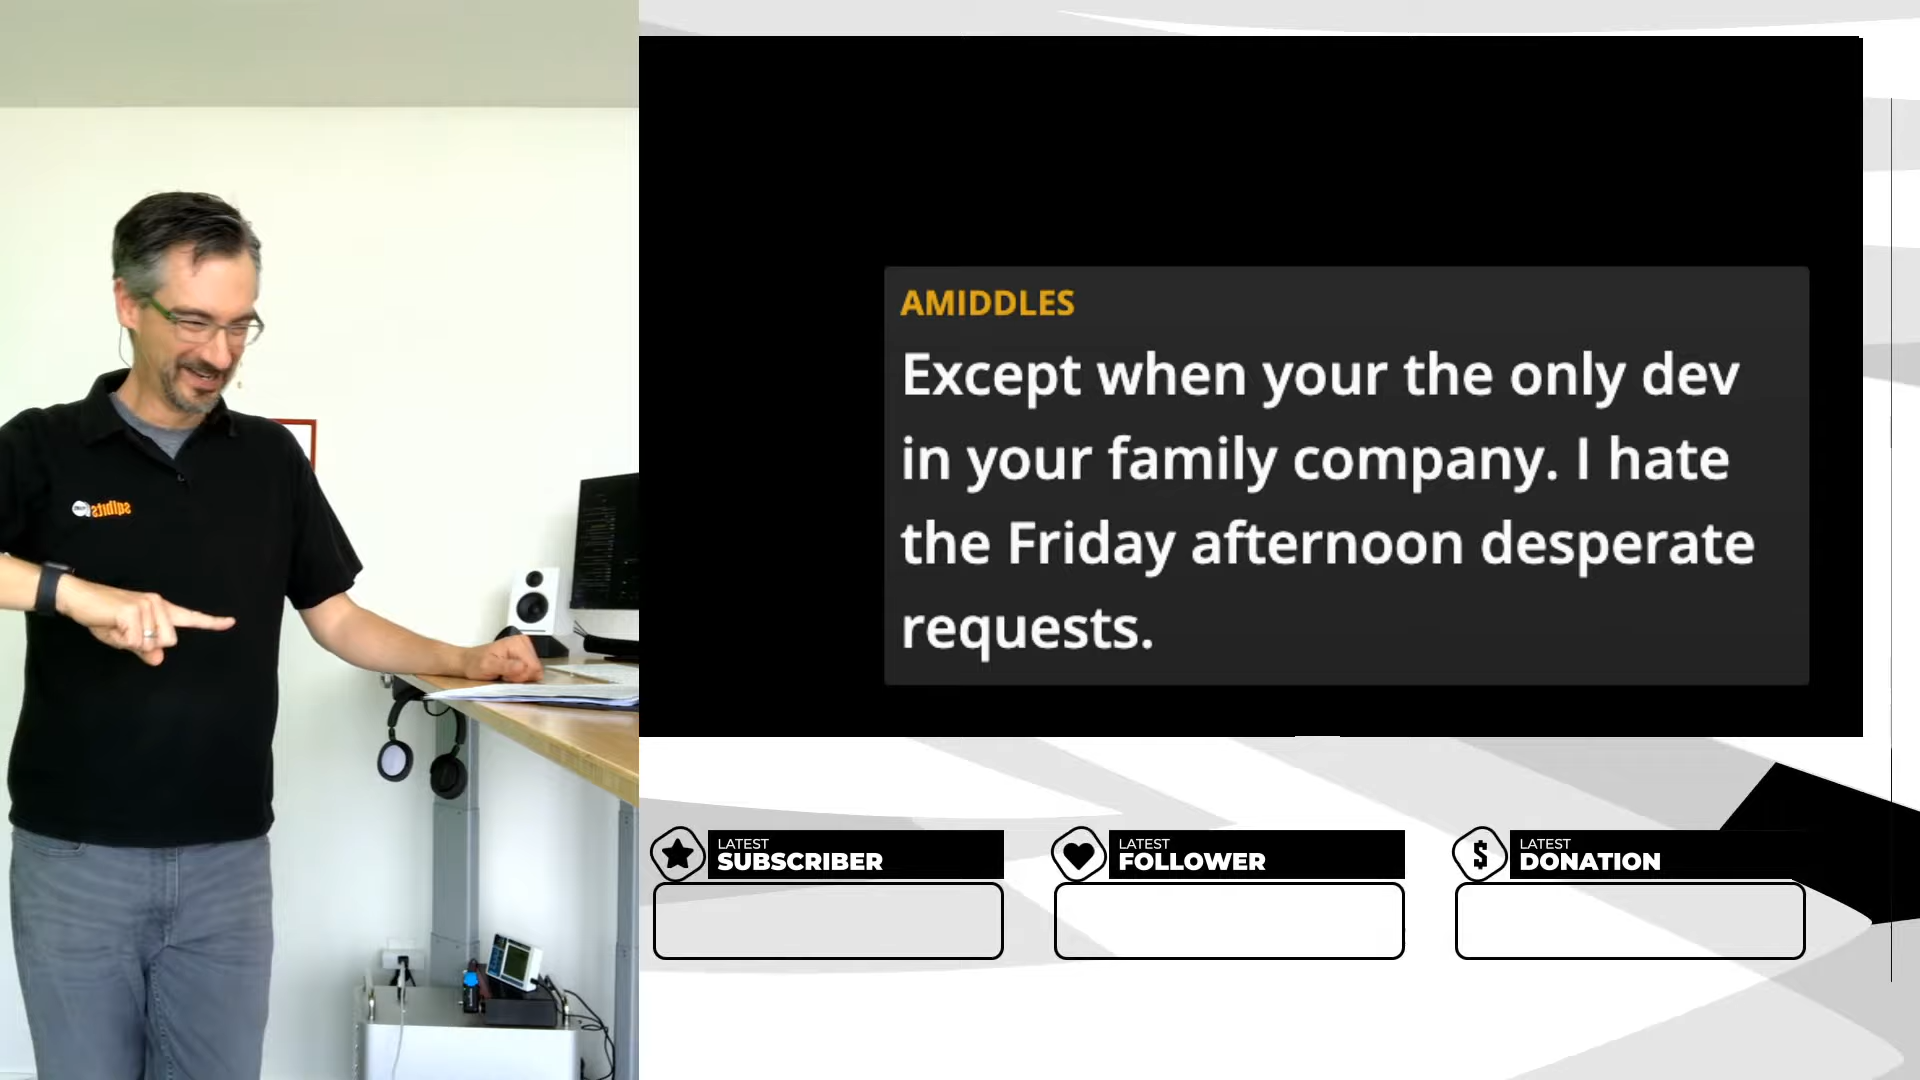 sqlbits
AMIDDLES
Except when your the only dev
in your family company. I hate
the Friday afternoon desperate
requests.
LATEST
SUBSCRIBER
LATEST
FOLLOWER
$
LATEST
DONATION